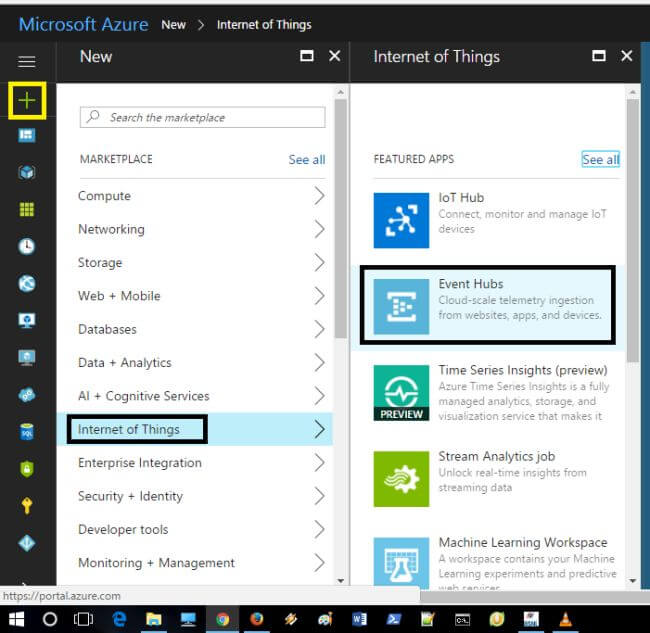 Microsoft Azure New > Internet of Things
New
Internet of Things
Search the marketplace
MARKETPLACE See all
Compute
Networking
Storage
Web + Mobile
Databases
Data + Analytics
AI + Cognitive Services
Internet of Things
Enterprise Integration
Security + Identity
Developer tools
Monitoring + Management
FEATURED APPS See all
IoT Hub
Connect, monitor and manage IoT
devices
Event Hubs
Cloud-scale telemetry ingestion
from websites, apps, and devices.
Time Series Insights (preview)
Azure Time Series Insights is a fully
managed analytics, storage, and
visualization service that makes it
PREVIEW
Stream Analytics job
Unlock real-time insights from
streaming data
Machine Learning Workspace
A workspace contains your Machine
Learning experiments and predictive
web services
SQL
https://portal.azure.com